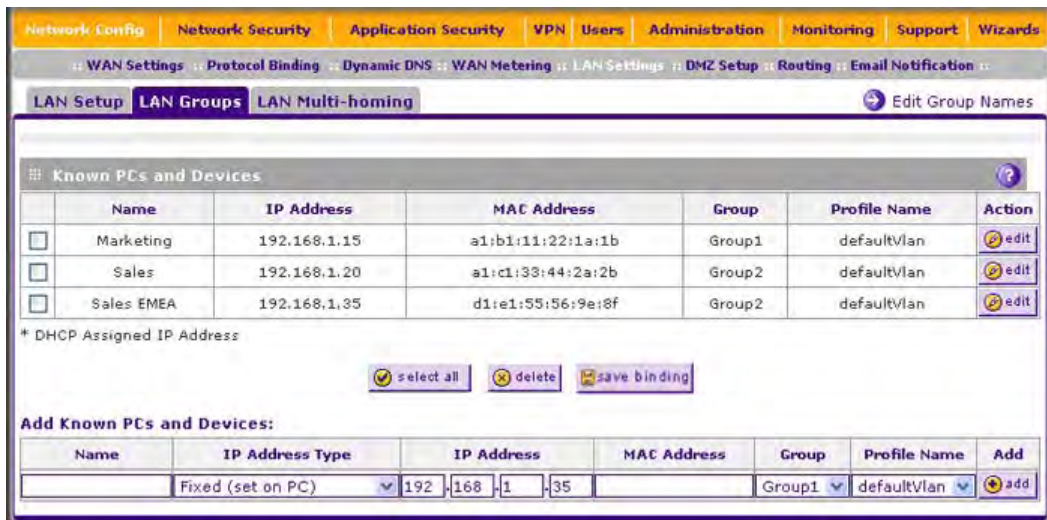 Network Config Network Security Application Security VPN Users Administration Monitoring Support Wizards
:: WAN Settings :: Protocol Binding :: Dynamic DNS :: WAN Metering :: LAN Settings :: DMZ Setup :: Routing :: Email Notification ::
LAN Setup LAN Groups LAN Multi-homing Edit Group Names
Known PCs and Devices ?
Name IP Address MAC Address Group Profile Name Action
Marketing 192.168.1.15 a1:b1:11:22:1a:1b Group1 defaultVlan edit
Sales 192.168.1.20 a1:c1:33:44:2a:2b Group2 defaultVlan edit
Sales EMEA 192.168.1.35 d1:e1:55:56:9e:8f Group2 defaultVlan edit
* DHCP Assigned IP Address
select all delete save binding
Add Known PCs and Devices:
Name IP Address Type IP Address MAC Address Group Profile Name Add
Fixed (set on PC) 192 .168 .1 .35 Group1 defaultVlan add